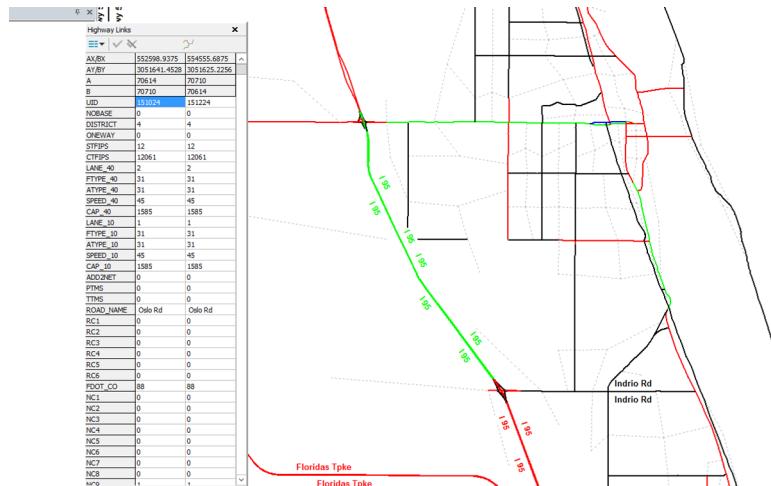 Highway Links
AX/BX 552598.9375 554555.6875
AY/BY 3051641.4528 3051625.2256
A 70614 70710
B 70710 70614
UID 151024 151224
NOBASE 0 0
DISTRICT 4 4
ONEWAY 0 0
STFIPS 12 12
CTFIPS 12061 12061
LANE_40 2 2
FTYPE_40 31 31
ATYPE_40 31 31
SPEED_40 45 45
CAP_40 1585 1585
LANE_10 1 1
FTYPE_10 31 31
ATYPE_10 31 31
SPEED_10 45 45
CAP_10 1585 1585
ADD2NET 0 0
PTMS 0 0
TTMS 0 0
ROAD_NAME Oslo Rd Oslo Rd
RC1 0 0
RC2 0 0
RC3 0 0
RC4 0 0
RC5 0 0
RC6 0 0
FDOT_CO 88 88
NC1 0 0
NC2 0 0
NC3 0 0
NC4 0 0
NC5 0 0
NC6 0 0
NC7 0 0
NC8 0 0
NC9 1 1
I 95
I 95
I 95
I 95
I 95
I 95
I 95
I 95
I 95
I 95
Indrio Rd
Indrio Rd
Floridas Tpke
Floridas Tpke